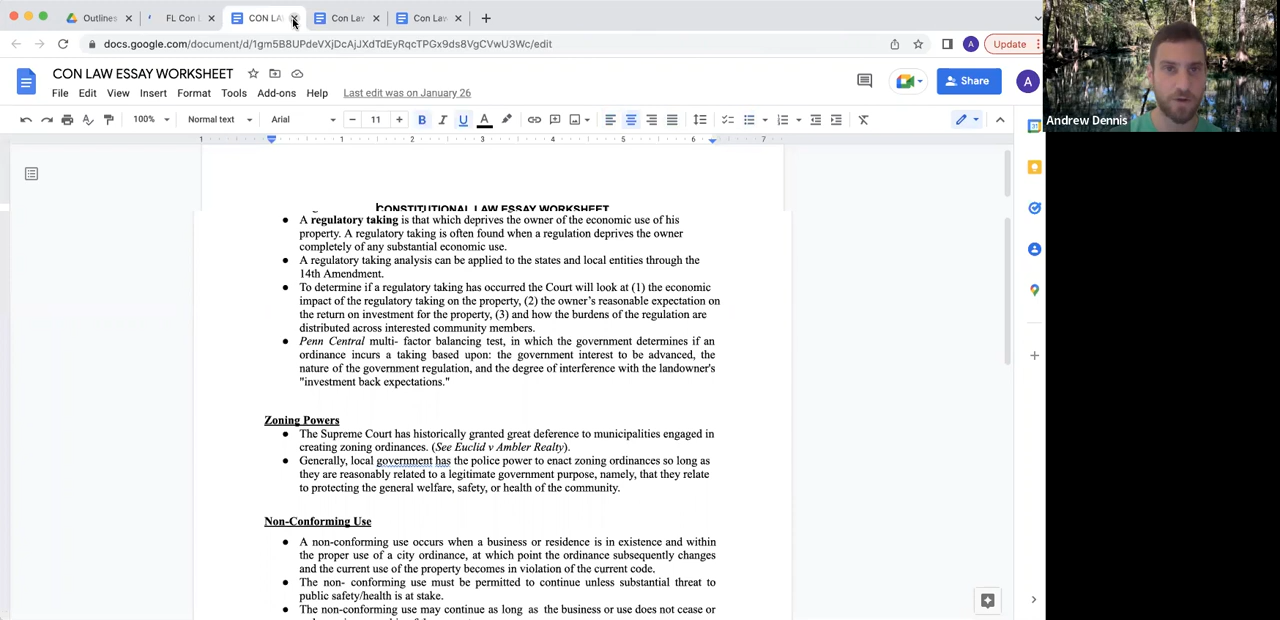 Outlines
FL Con L
CON LA
Con Law
Con Law
docs.google.com/document/d/1gm5B8UPdeVXjDcAjJXdTdEyRqcTPGx9ds8VgCVwU3Wc/edit
A
Update
CON LAW ESSAY WORKSHEET
File Edit View Insert Format Tools Add-ons Help Last edit was on January 26
Share
A
Andrew Dennis
100% Normal text Arial 11 B I U A
1 1 2 3 4 5 6 7
CONSTITUTIONAL LAW ESSAY WORKSHEET
● A regulatory taking is that which deprives the owner of the economic use of his
property. A regulatory taking is often found when a regulation deprives the owner
completely of any substantial economic use.
● A regulatory taking analysis can be applied to the states and local entities through the
14th Amendment.
● To determine if a regulatory taking has occurred the Court will look at (1) the economic
impact of the regulatory taking on the property, (2) the owner's reasonable expectation on
the return on investment for the property, (3) and how the burdens of the regulation are
distributed across interested community members.
● Penn Central multi- factor balancing test, in which the government determines if an
ordinance incurs a taking based upon: the government interest to be advanced, the
nature of the government regulation, and the degree of interference with the landowner's
"investment back expectations."
Zoning Powers
● The Supreme Court has historically granted great deference to municipalities engaged in
creating zoning ordinances. (See Euclid v Ambler Realty).
● Generally, local government has the police power to enact zoning ordinances so long as
they are reasonably related to a legitimate government purpose, namely, that they relate
to protecting the general welfare, safety, or health of the community.
Non-Conforming Use
● A non-conforming use occurs when a business or residence is in existence and within
the proper use of a city ordinance, at which point the ordinance subsequently changes
and the current use of the property becomes in violation of the current code.
● The non- conforming use must be permitted to continue unless substantial threat to
public safety/health is at stake.
● The non-conforming use may continue as long as the business or use does not cease or